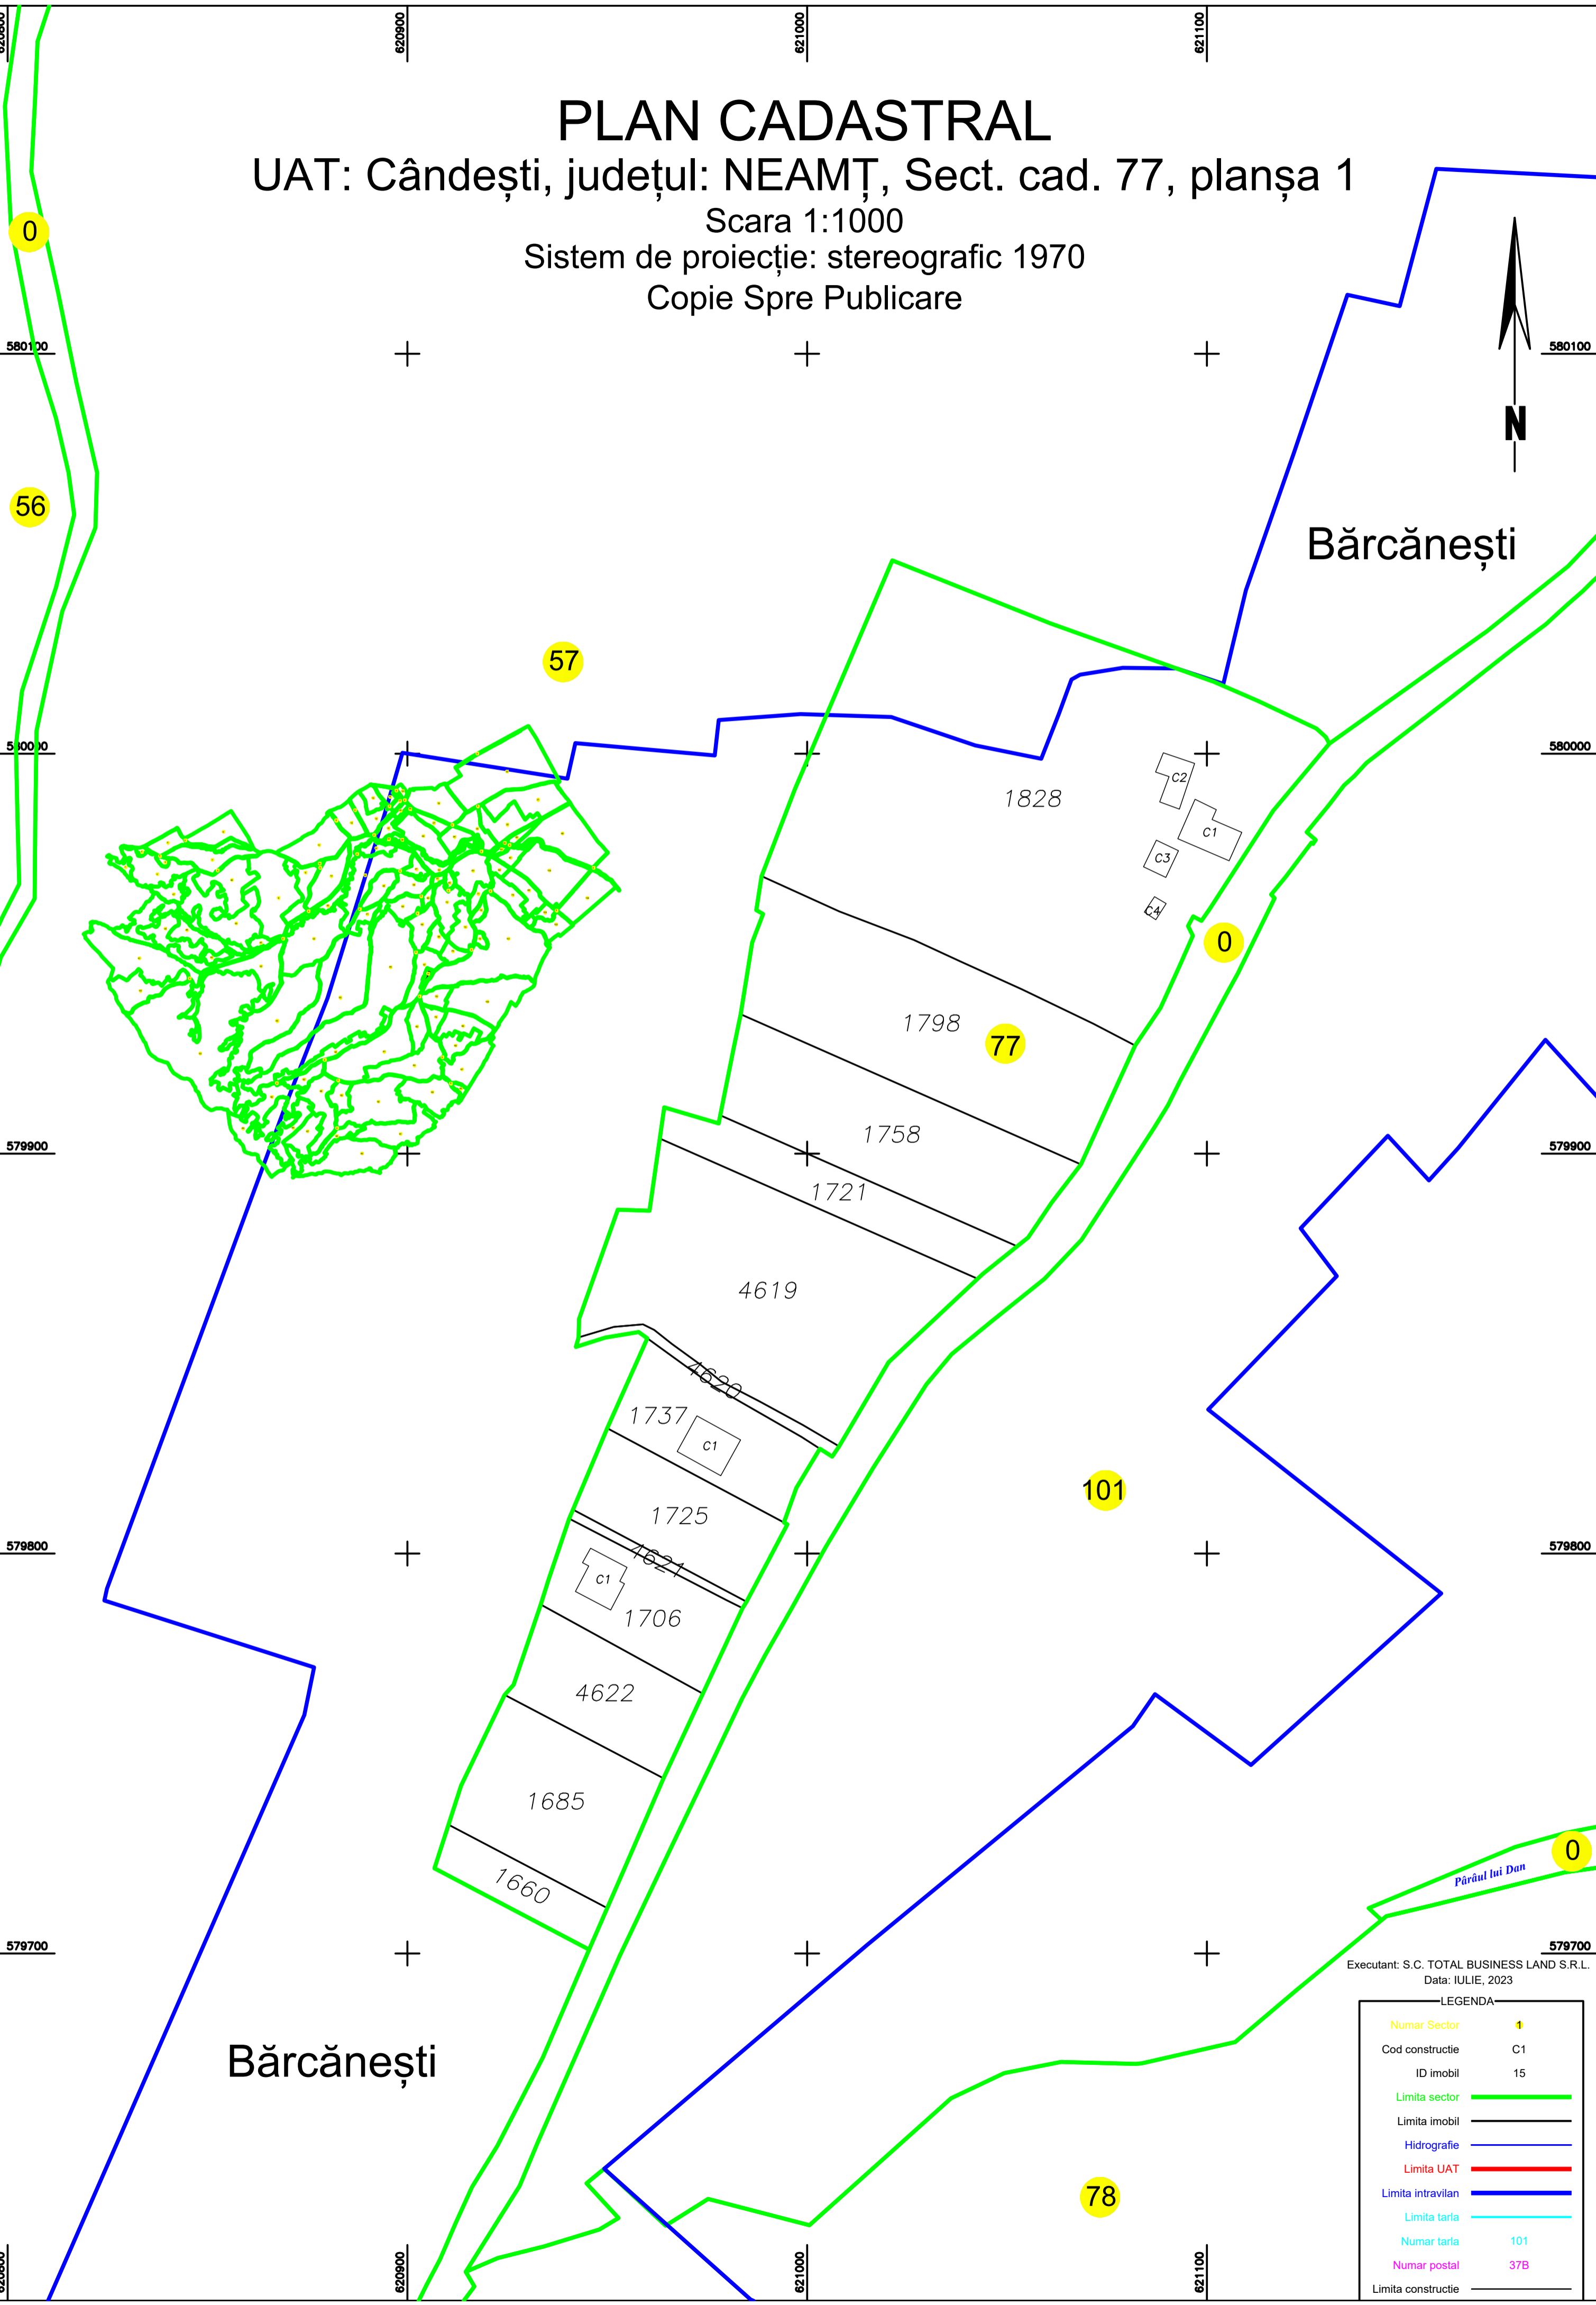 620900
621000
621100
PLAN CADASTRAL
UAT: Cândești, județul: NEAMȚ, Sect. cad. 77, planșa 1
Scara 1:1000
Sistem de proiecție: stereografic 1970
Copie Spre Publicare
0
580100
580100
N
56
Bărcănești
57
580000
580000
1828
C2
C1
C3
C4
0
1798
77
1758
579900
579900
1721
4619
4620
1737
C1
101
1725
579800
579800
4621
C1
1706
4622
1685
0
Pârâul lui Dan
1660
579700
579700
Executant: S.C. TOTAL BUSINESS LAND S.R.L.
Data: IULIE, 2023
LEGENDA
Numar Sector 1
Cod constructie C1
ID imobil 15
Limita sector
Limita imobil
Hidrografie
Limita UAT
Limita intravilan
Limita tarla
Numar tarla 101
Numar postal 37B
Limita constructie
Bărcănești
78
620900
621000
621100